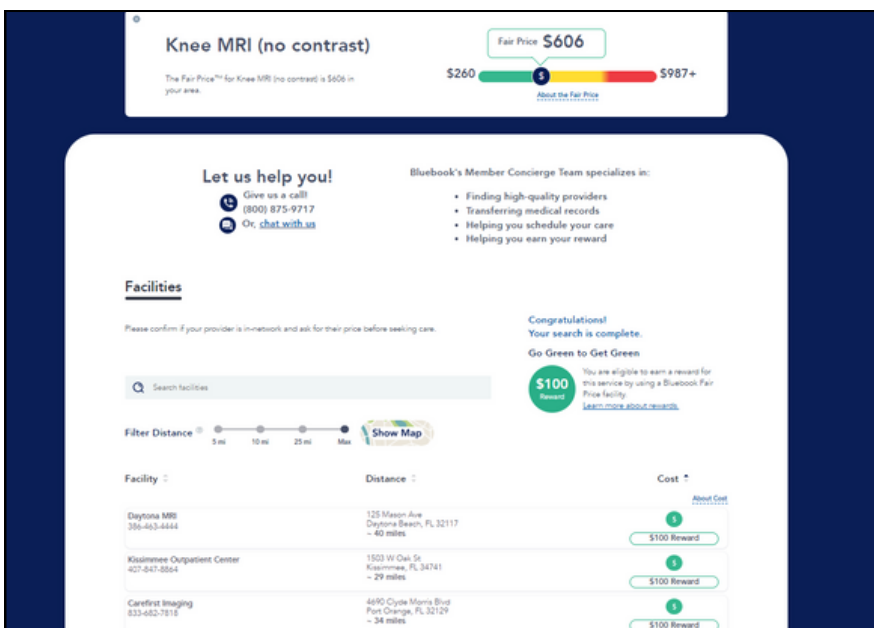 Knee MRI (no contrast)
The Fair Price™ for Knee MRI (no contrast) is $606 in
your area.
Fair Price $606
$260
$
$987+
About the Fair Price
Let us help you!
Give us a call!
(800) 875-9717
Or, chat with us
Bluebook's Member Concierge Team specializes in:
• Finding high-quality providers
• Transferring medical records
• Helping you schedule your care
• Helping you earn your reward
Facilities
Please confirm if your provider is in-network and ask for their price before seeking care.
Congratulations!
Your search is complete.
Go Green to Get Green
$100
Reward
You are eligible to earn a reward for
this service by using a Bluebook Fair
Price facility.
Learn more about rewards.
Search facilities
Filter Distance
5 mi 10 mi 25 mi Max
Show Map
Facility Distance Cost
About Cost
Daytona MRI
386-463-4444
125 Mason Ave
Daytona Beach, FL 32117
~ 40 miles
$
$100 Reward
Kissimmee Outpatient Center
407-847-8864
1503 W Oak St
Kissimmee, FL 34741
~ 29 miles
$
$100 Reward
Carefirst Imaging
833-682-7818
4690 Clyde Morris Blvd
Port Orange, FL 32129
~ 34 miles
$
$100 Reward